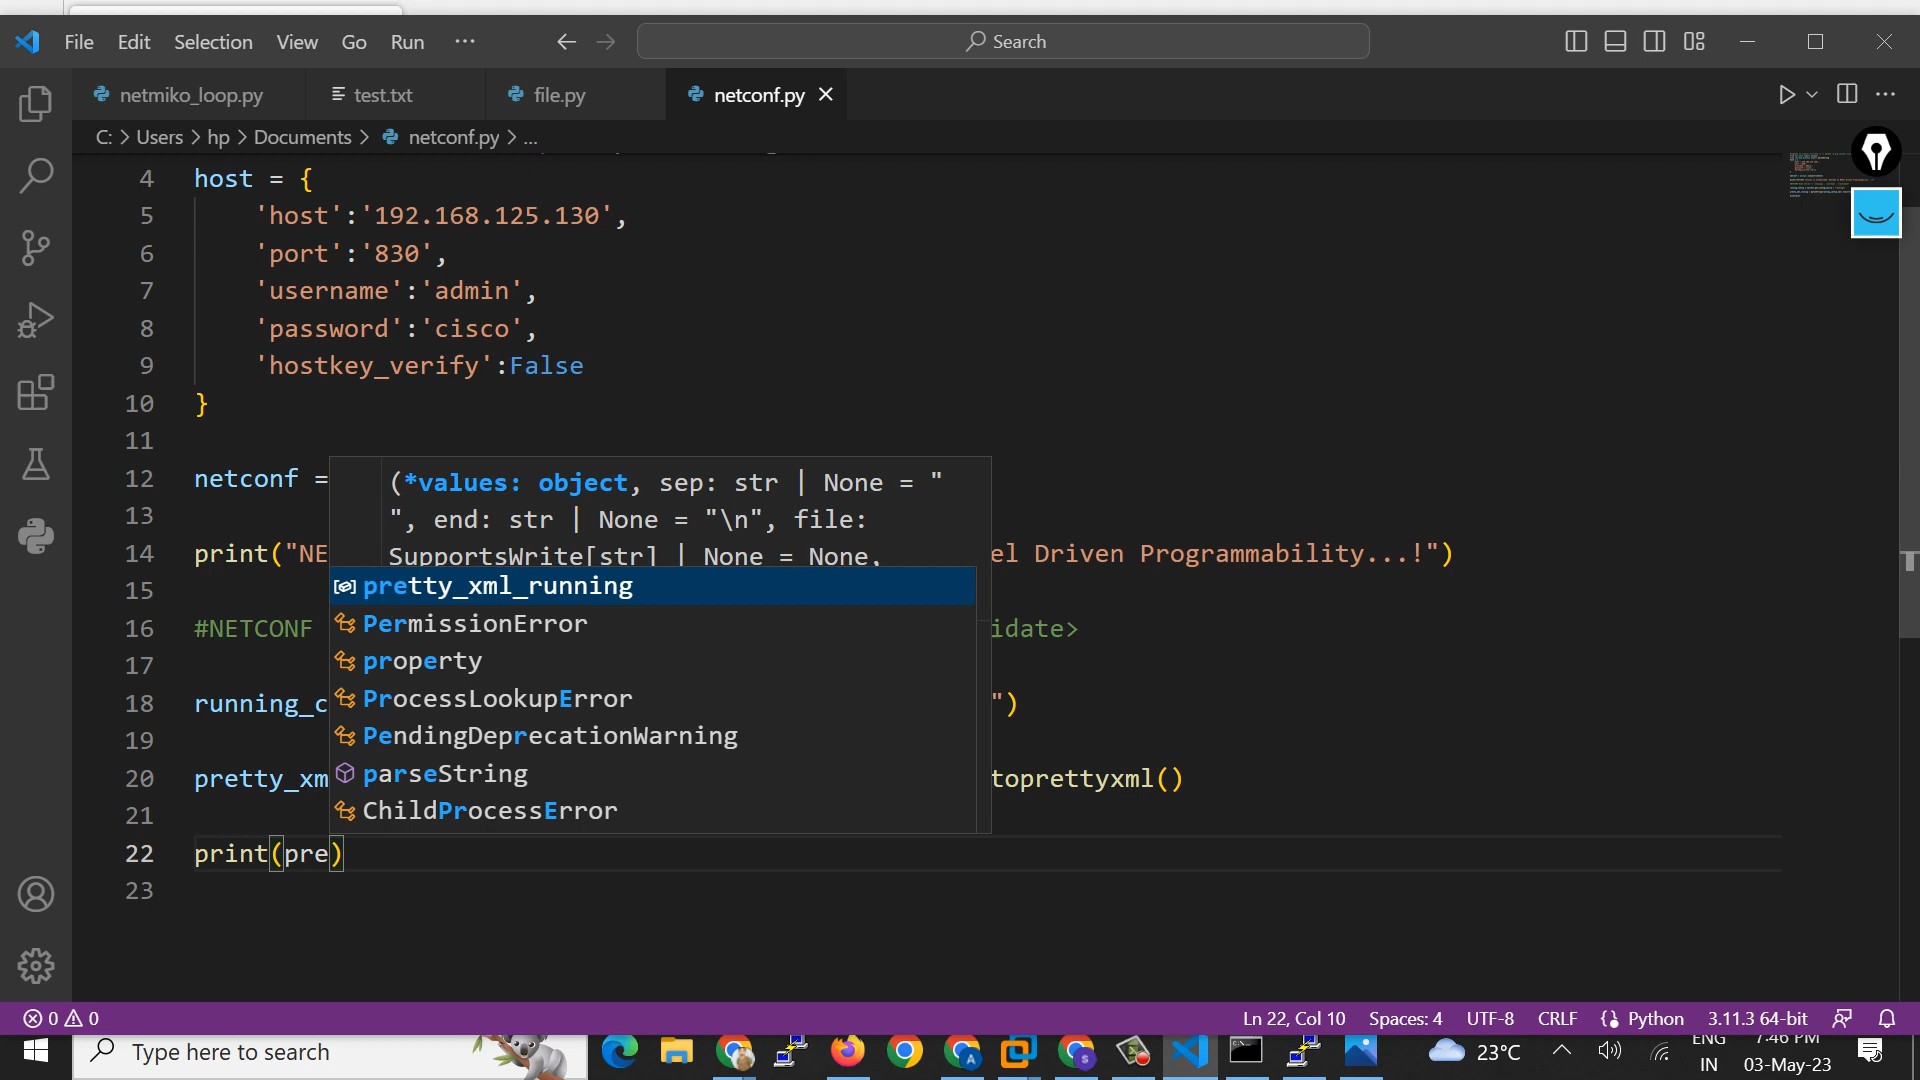 File Edit Selection View Go Run ... Search
netmiko_loop.py test.txt file.py netconf.py
C: > Users > hp > Documents > netconf.py > ...
4 host = {
5 'host':'192.168.125.130',
6 'port':'830',
7 'username':'admin',
8 'password':'cisco',
9 'hostkey_verify':False
10 }
11
12 netconf =
(*values: object, sep: str | None = "
13
", end: str | None = "\n", file:
14 print("NE el Driven Programmability...!")
SupportsWrite[str] | None = None,
15
pretty_xml_running
16 #NETCONF idate>
PermissionError
17
property
18 running_c ")
ProcessLookupError
19
PendingDeprecationWarning
20 pretty_xm toprettyxml()
parseString
21
ChildProcessError
22 print(pre)
23
0 0 Ln 22, Col 10 Spaces: 4 UTF-8 CRLF Python 3.11.3 64-bit
Type here to search 23°C ENG 7:46 PM
IN 03-May-23